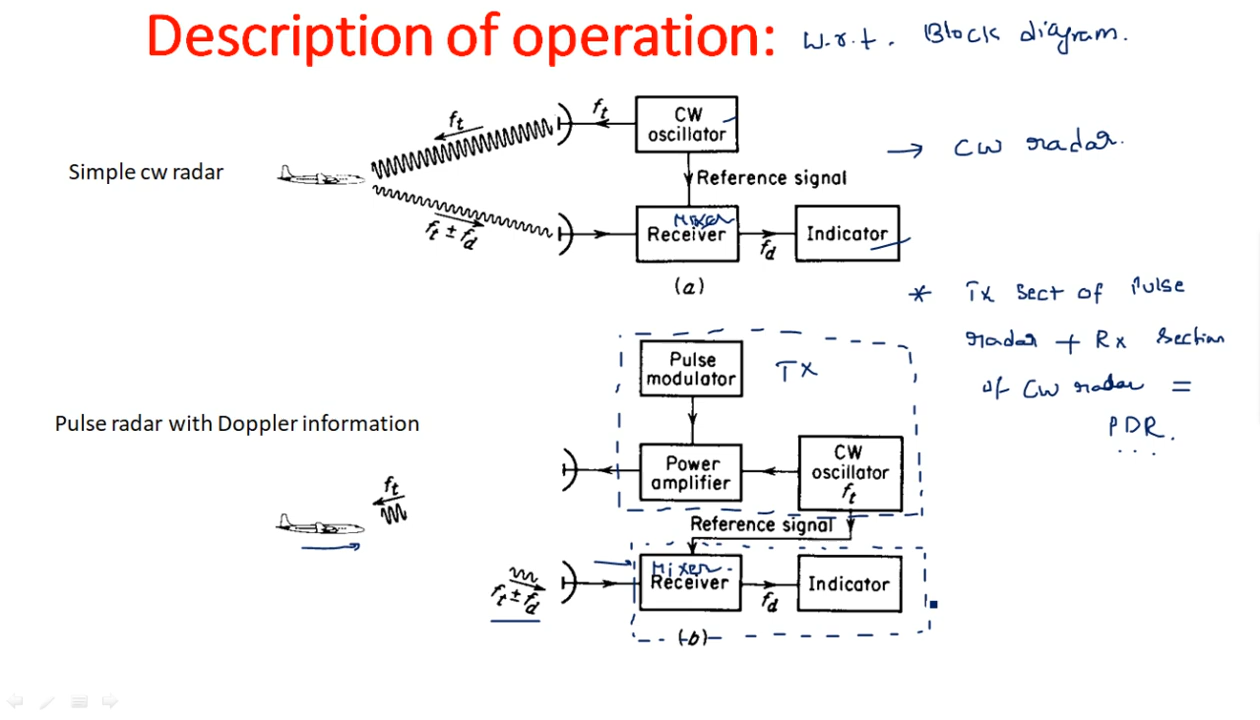 Description of operation: W.r.t. Block diagram.
Simple cw radar
ft
ft
CW
oscillator
→ CW radar.
Reference signal
ft ± fd
Mixer
Receiver
fd
Indicator
(a)
* Tx Sect of Pulse
radar + Rx section
of CW radar =
PDR.
...
Pulse
modulator
TX
Pulse radar with Doppler information
ft
Power
amplifier
CW
oscillator
ft
Reference signal
ft ± fd
Mixer
Receiver
fd
Indicator
(b)